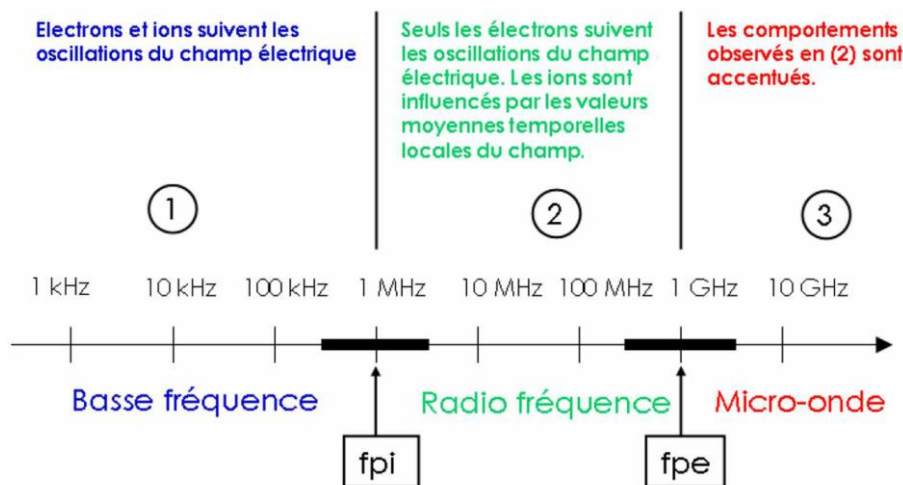 Electrons et ions suivent les
oscillations du champ électrique
Seuls les électrons suivent
les oscillations du champ
électrique. Les ions sont
influencés par les valeurs
moyennes temporelles
locales du champ.
Les comportements
observés en (2) sont
accentués.
1
2
3
1 kHz
10 kHz
100 kHz
1 MHz
10 MHz
100 MHz
1 GHz
10 GHz
Basse fréquence
Radio fréquence
Micro-onde
fpi
fpe